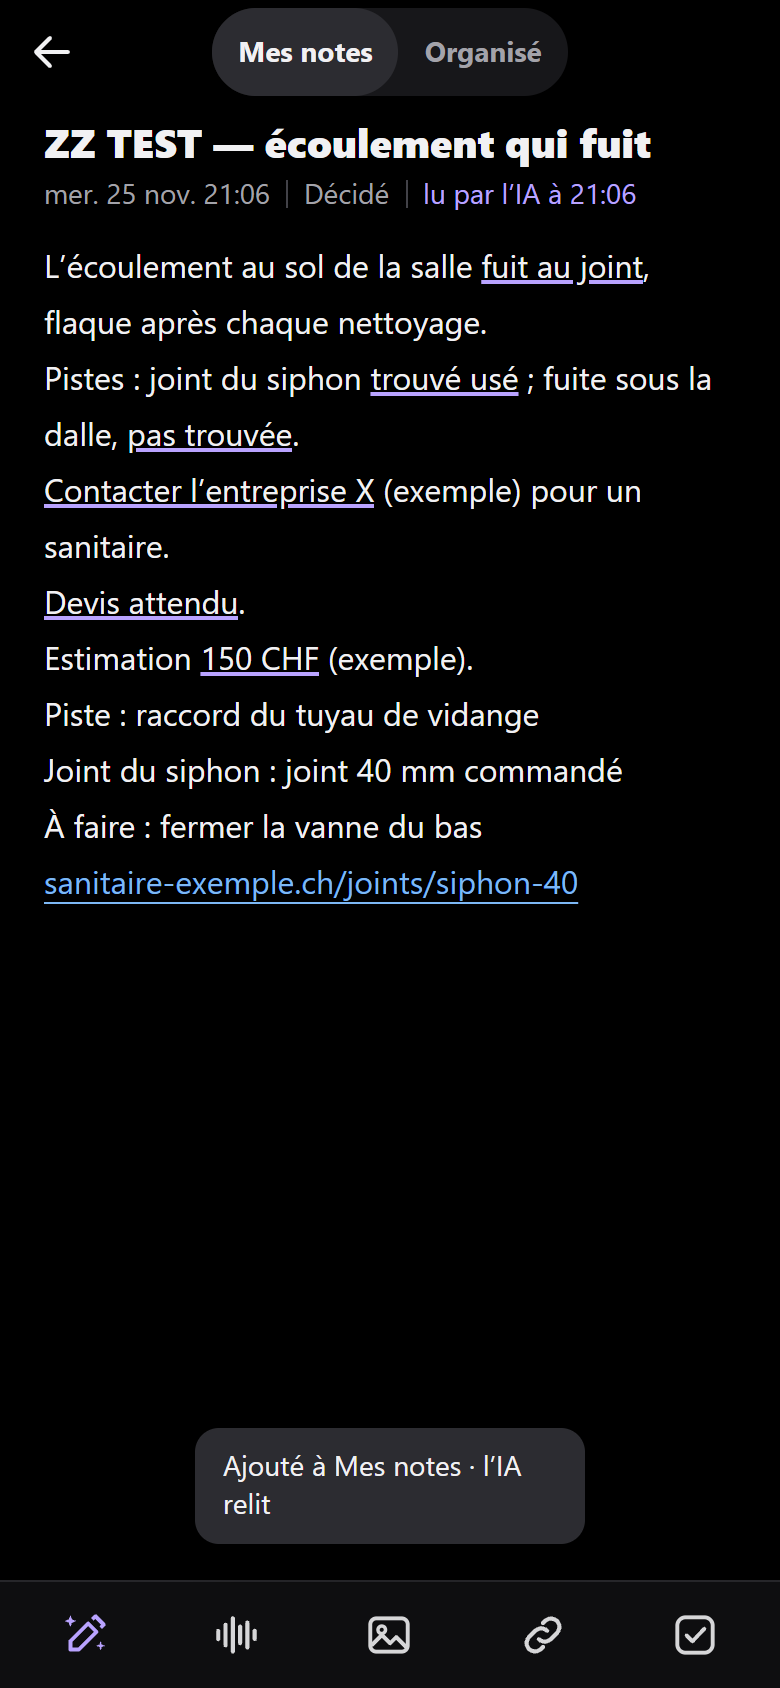 Mes notes Organisé
ZZ TEST — écoulement qui fuit
mer. 25 nov. 21:06 | Décidé | lu par l’IA à 21:06
L’écoulement au sol de la salle fuit au joint,
flaque après chaque nettoyage.
Pistes : joint du siphon trouvé usé ; fuite sous la
dalle, pas trouvée.
Contacter l’entreprise X (exemple) pour un
sanitaire.
Devis attendu.
Estimation 150 CHF (exemple).
Piste : raccord du tuyau de vidange
Joint du siphon : joint 40 mm commandé
À faire : fermer la vanne du bas
sanitaire-exemple.ch/joints/siphon-40
Ajouté à Mes notes · l’IA
relit